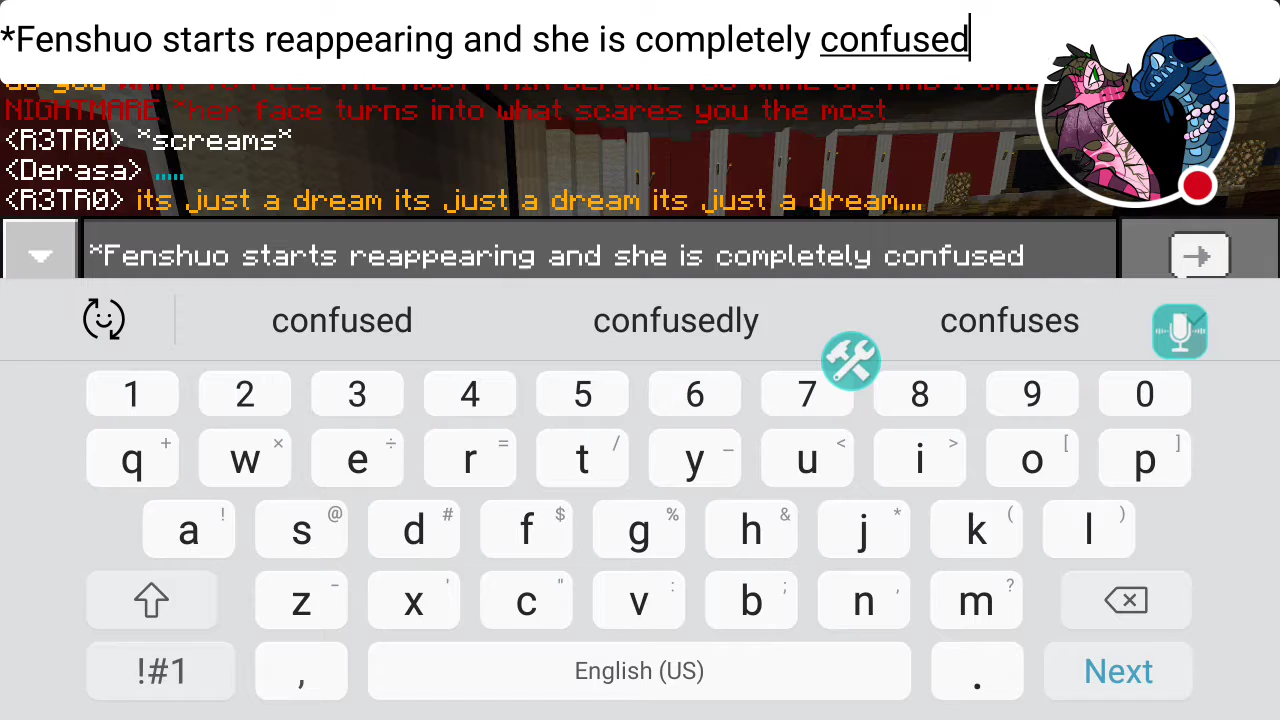 *Fenshuo starts reappearing and she is completely confused
NIGHTMARE *her face turns into what scares you the most
<R3TR0> *screams*
<Derasa> .....
<R3TR0> its just a dream its just a dream its just a dream....
*Fenshuo starts reappearing and she is completely confused
confused confusedly confuses
1 2 3 4 5 6 7 8 9 0
q + w × e ÷ r = t / y _ u < i > o [ p ]
a ! s @ d # f $ g % h & j * k ( l )
z - x ' c " v : b ; n , m ?
!#1 , English (US) . Next